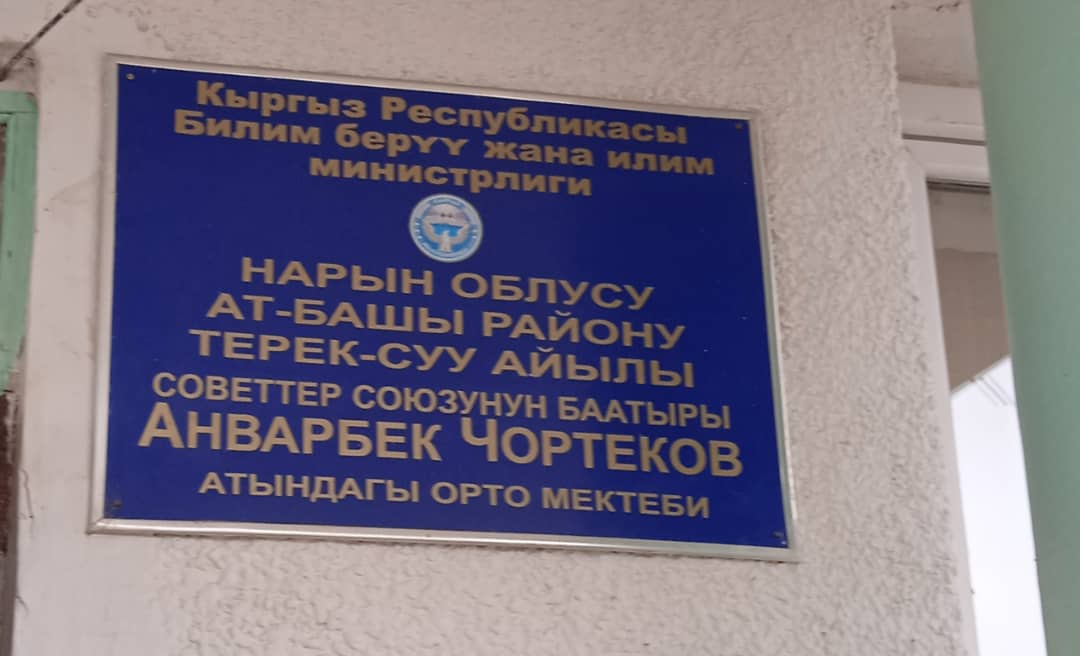 Кыргыз Республикасы
Билим берүү жана илим
министрлиги
НАРЫН ОБЛУСУ
АТ-БАШЫ РАЙОНУ
ТЕРЕК-СУУ АЙЫЛЫ
СОВЕТТЕР СОЮЗУНУН БААТЫРЫ
АНВАРБЕК ЧОРТЕКОВ
АТЫНДАГЫ ОРТО МЕКТЕБИ